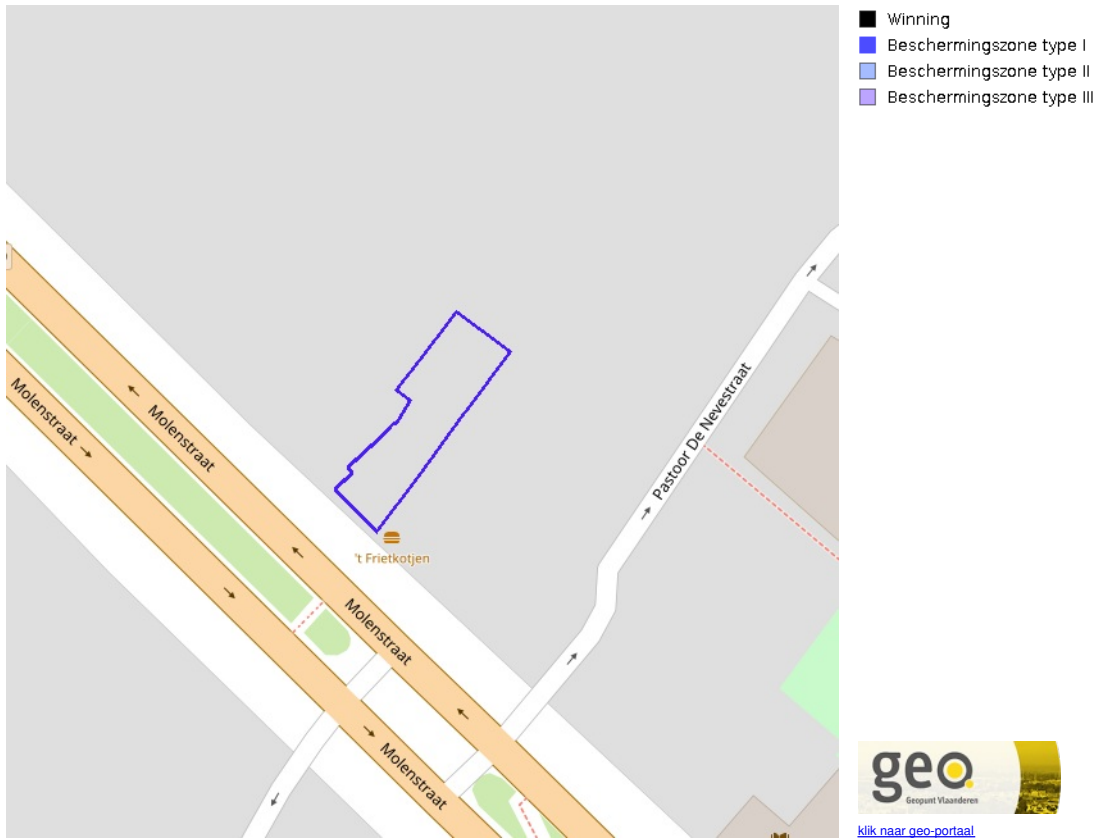 Winning
Beschermingszone type I
Beschermingszone type II
Beschermingszone type III
Molenstraat
Molenstraat
Pastoor De Nevestraat
't Frietkotjen
Molenstraat
Molenstraat
geo
Geopunt Vlaanderen
klik naar geo-portaal